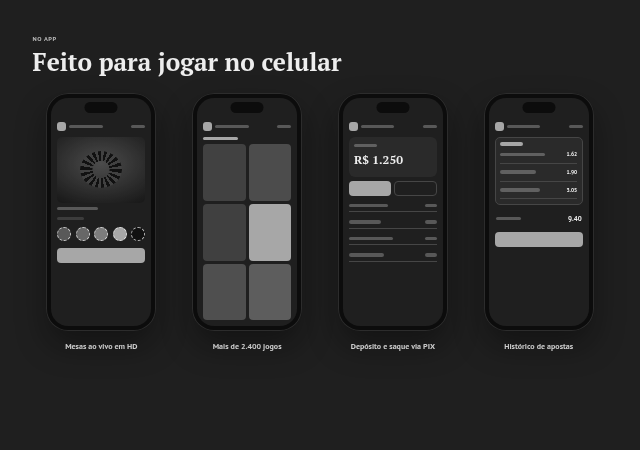 NO APP
Feito para jogar no celular
R$ 1.250
1.62
1.90
3.05
9.40
Mesas ao vivo em HD
Mais de 2.400 jogos
Depósito e saque via PIX
Histórico de apostas